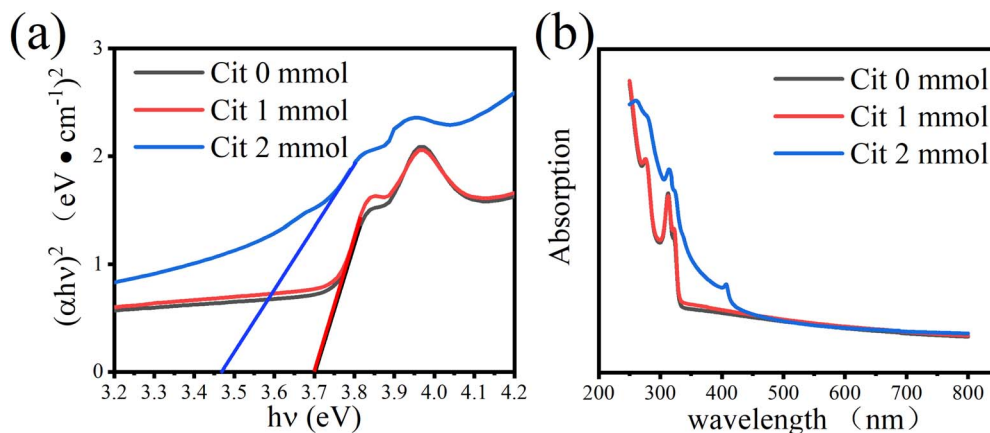 (a)
3
2
1
0
(αhν)² （eV ● cm⁻¹)²
Cit 0 mmol
Cit 1 mmol
Cit 2 mmol
3.2 3.3 3.4 3.5 3.6 3.7 3.8 3.9 4.0 4.1 4.2
hν (eV)
(b)
Absorption
Cit 0 mmol
Cit 1 mmol
Cit 2 mmol
200 300 400 500 600 700 800
wavelength （nm)